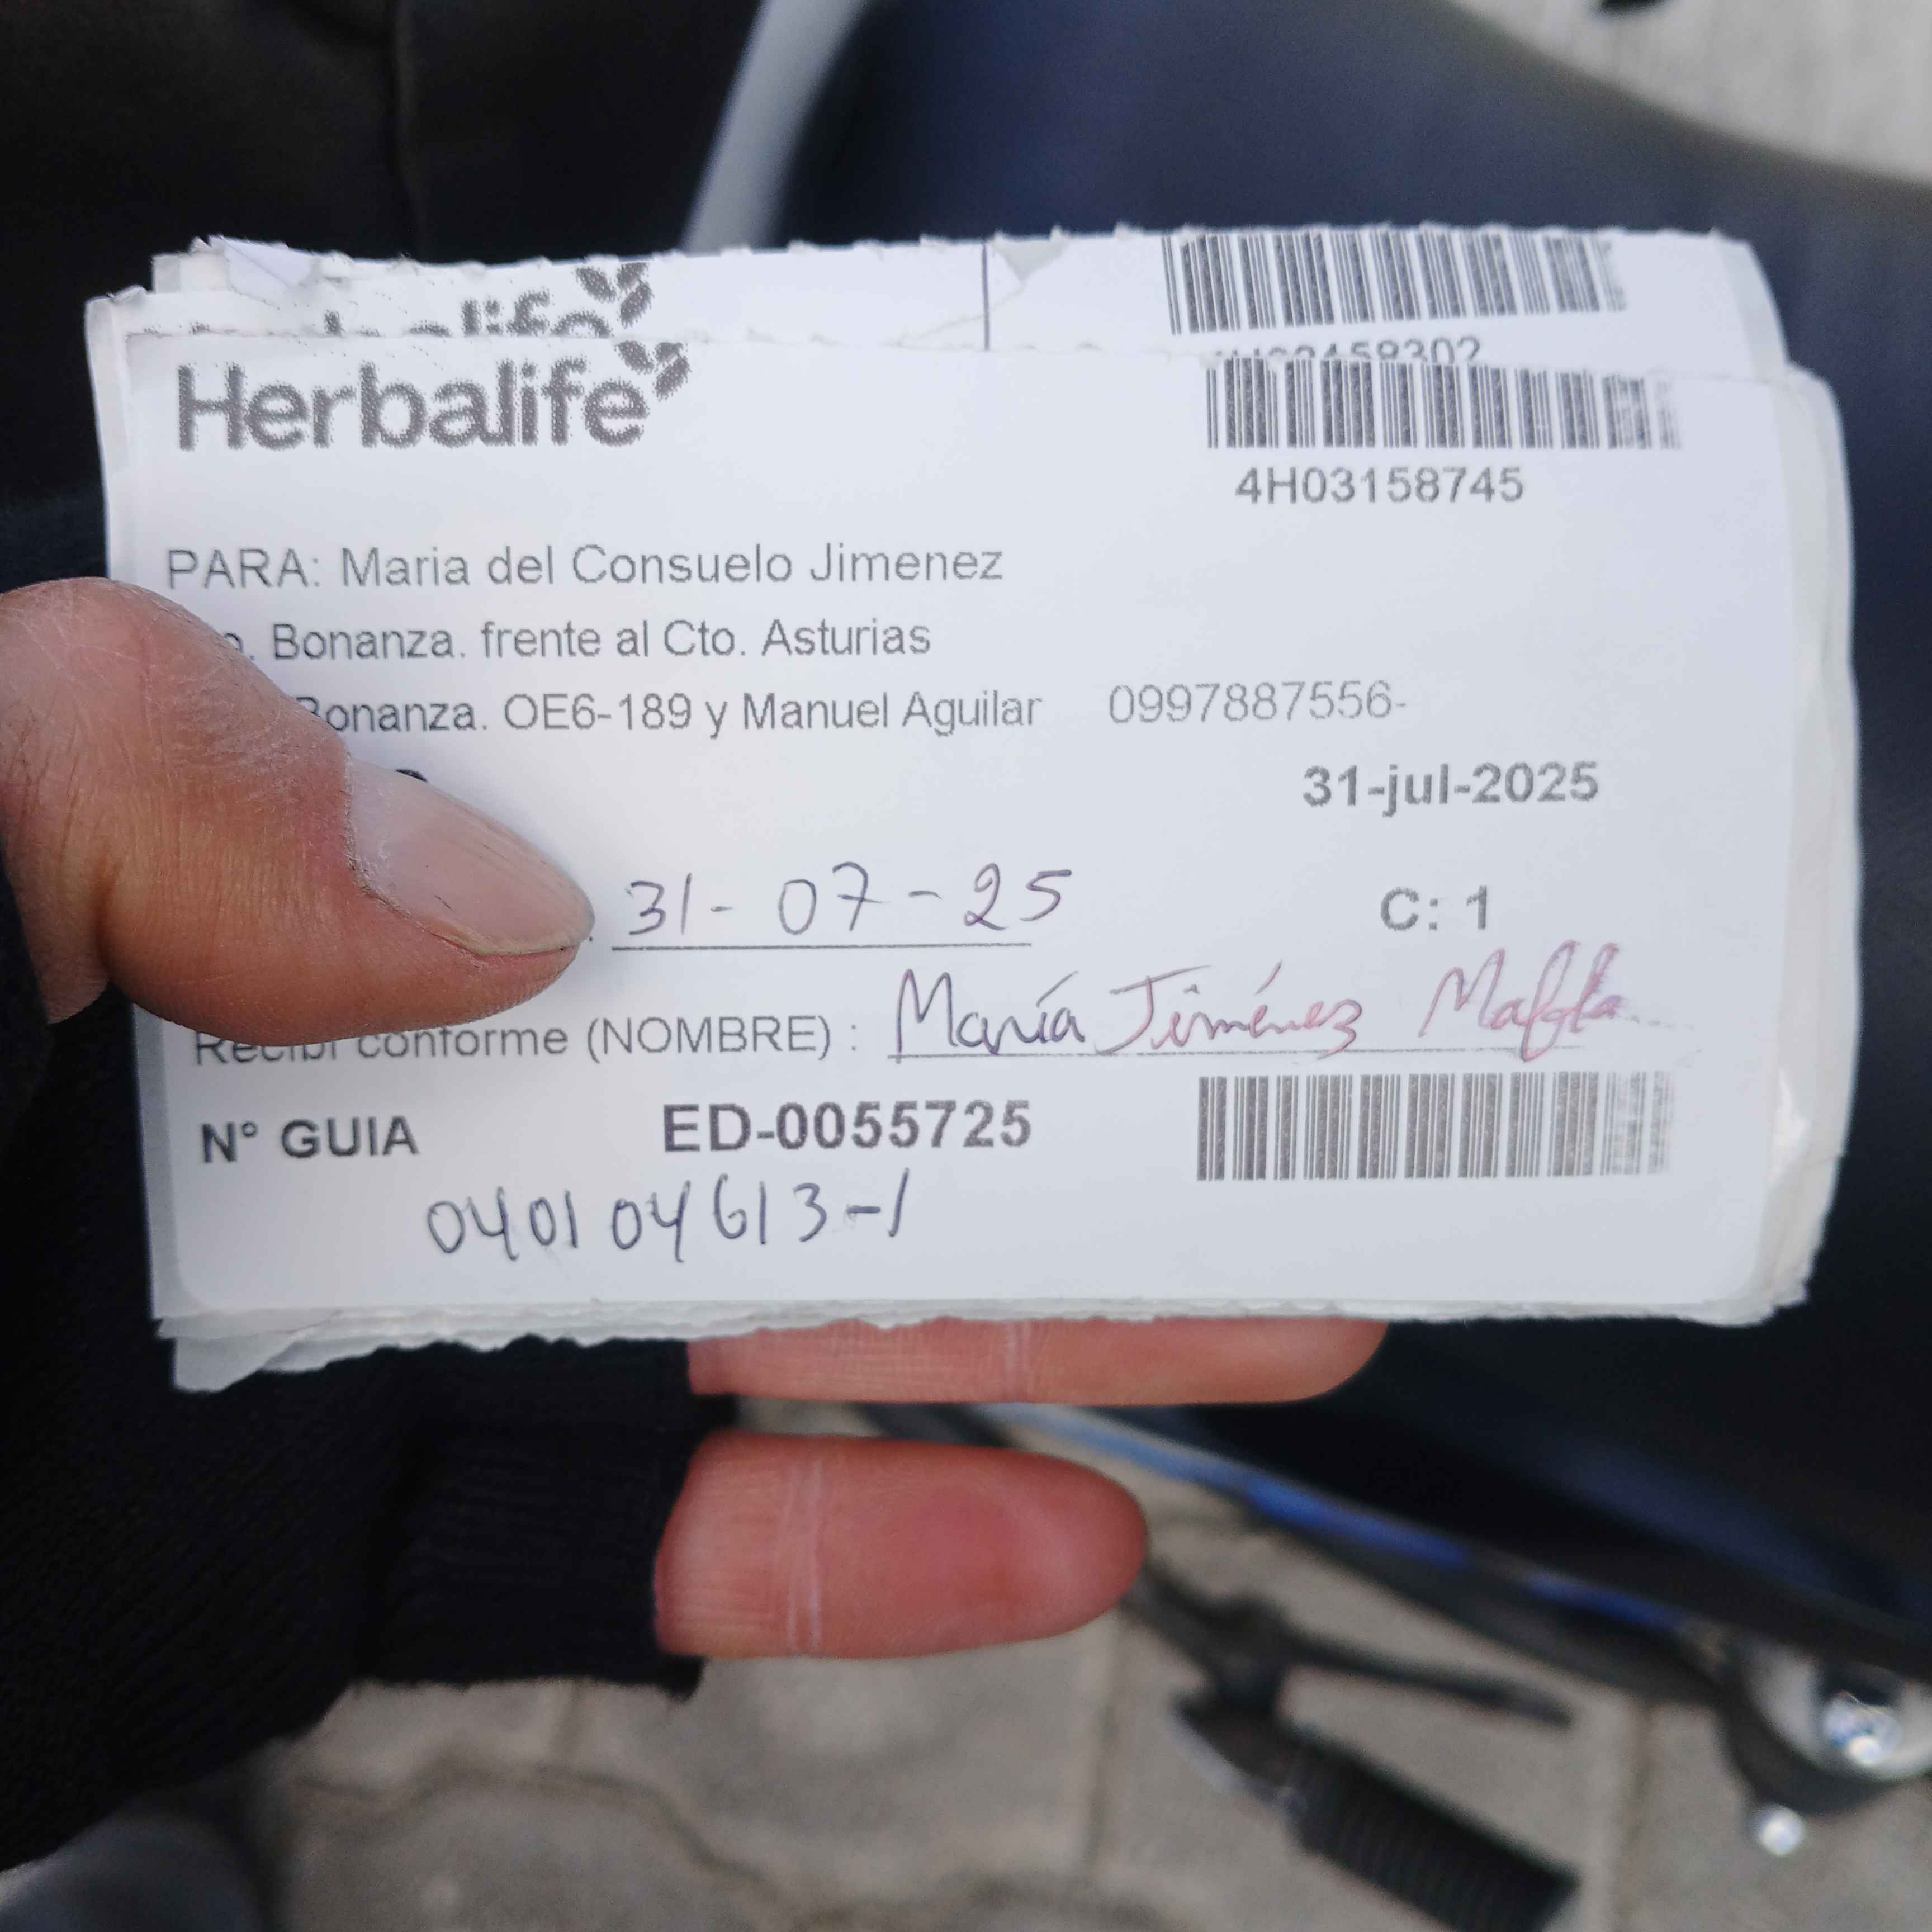 Herbalife
4H03158745
PARA: Maria del Consuelo Jimenez
Bonanza. frente al Cto. Asturias
Bonanza. OE6-189 y Manuel Aguilar 0997887556-
31-jul-2025
31-07-25
C: 1
Recibi conforme (NOMBRE) : María Jiménez Mafla
N° GUIA ED-0055725
040104613-1